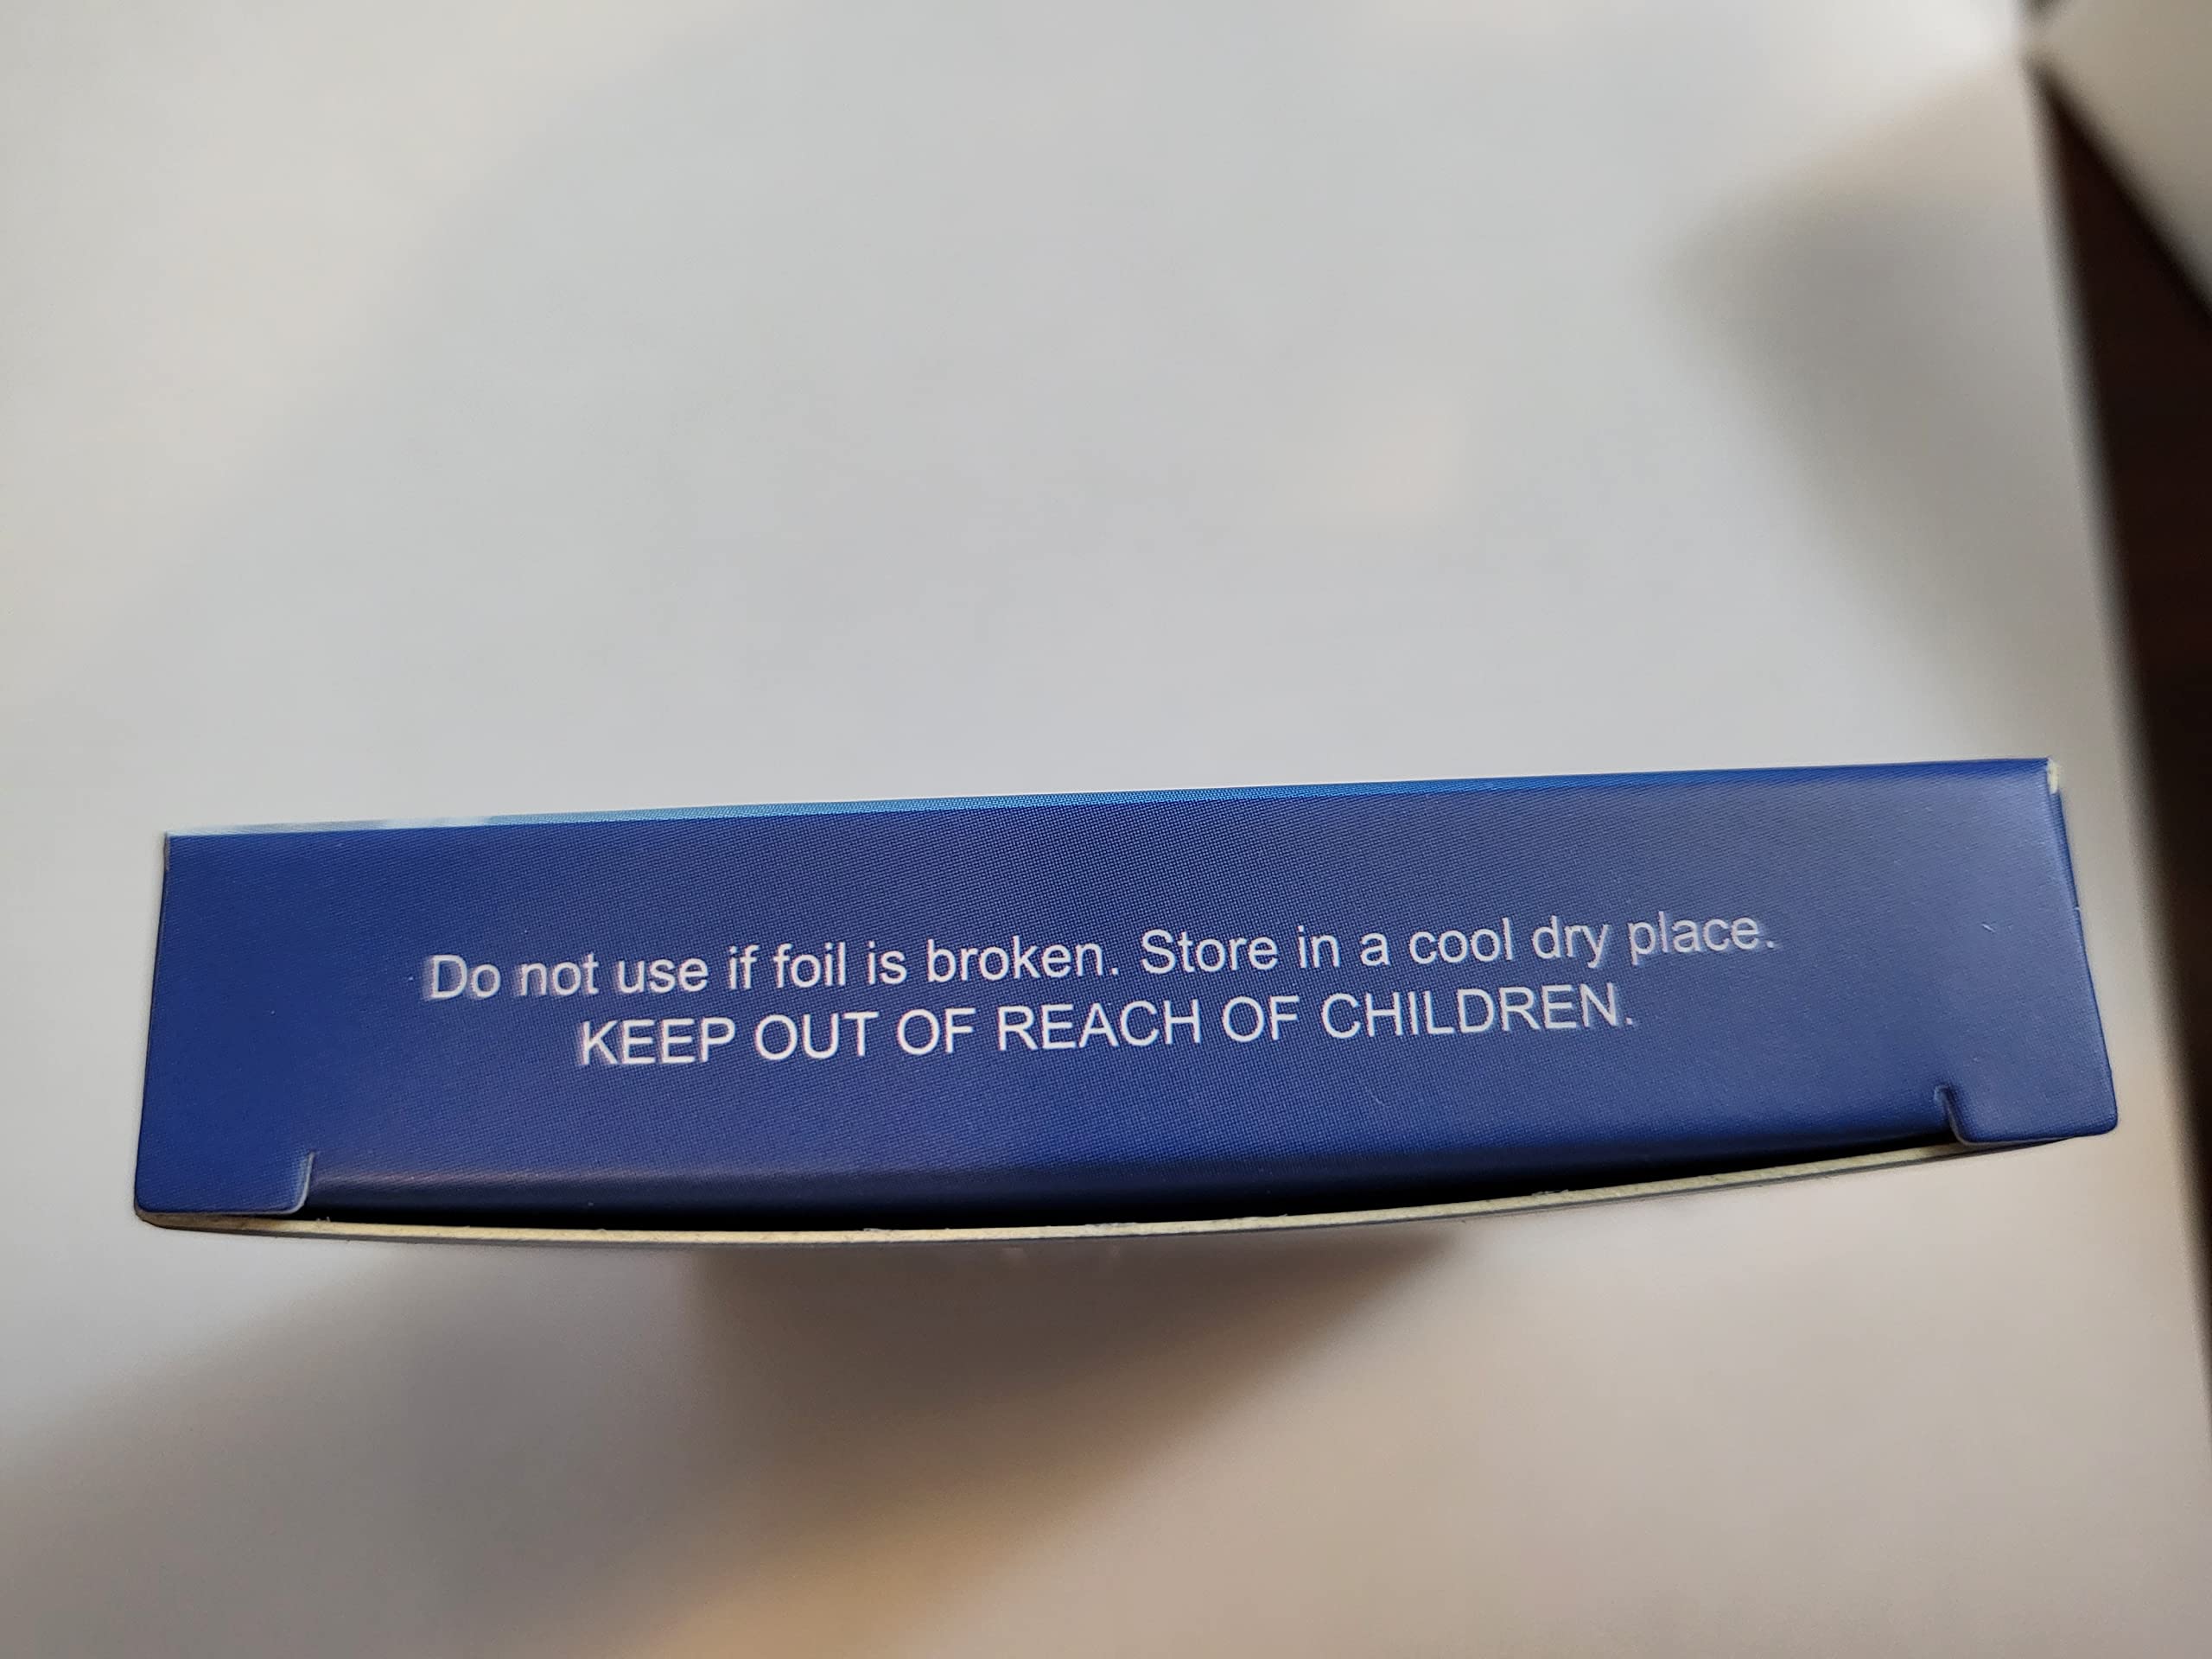 Do not use if foil is broken. Store in a cool dry place.
KEEP OUT OF REACH OF CHILDREN.